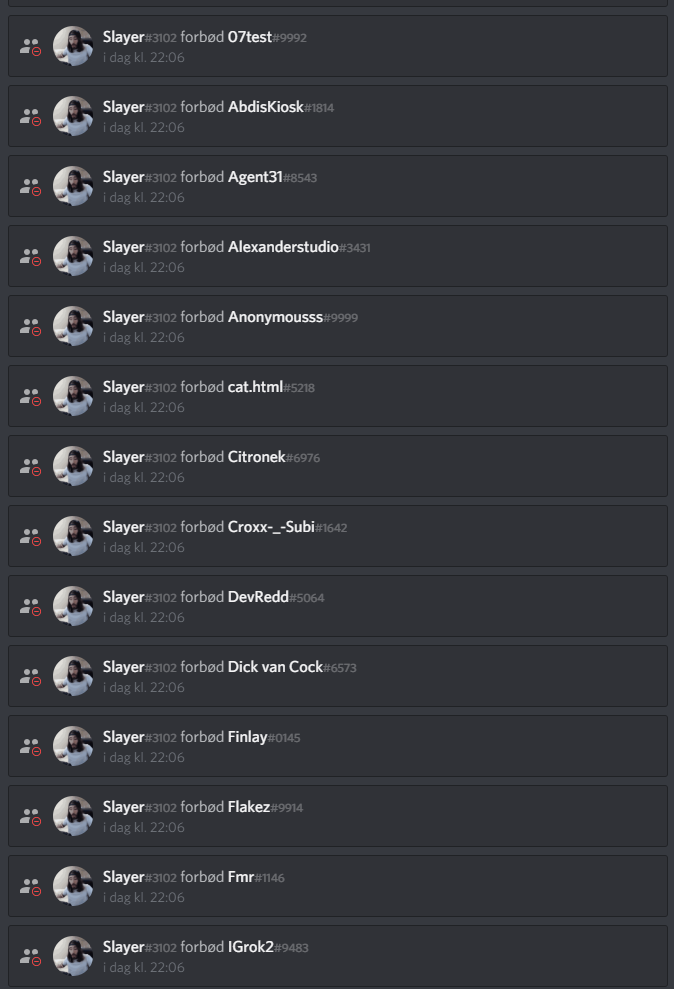 Slayer#3102 forbød 07test#9992
i dag kl. 22:06
Slayer#3102 forbød AbdisKiosk#1814
i dag kl. 22:06
Slayer#3102 forbød Agent31#8543
i dag kl. 22:06
Slayer#3102 forbød Alexanderstudio#3431
i dag kl. 22:06
Slayer#3102 forbød Anonymousss#9999
i dag kl. 22:06
Slayer#3102 forbød cat.html#5218
i dag kl. 22:06
Slayer#3102 forbød Citronek#6976
i dag kl. 22:06
Slayer#3102 forbød Croxx-_-Subi#1642
i dag kl. 22:06
Slayer#3102 forbød DevRedd#5064
i dag kl. 22:06
Slayer#3102 forbød Dick van Cock#6573
i dag kl. 22:06
Slayer#3102 forbød Finlay#0145
i dag kl. 22:06
Slayer#3102 forbød Flakez#9914
i dag kl. 22:06
Slayer#3102 forbød Fmr#1146
i dag kl. 22:06
Slayer#3102 forbød IGrok2#9483
i dag kl. 22:06